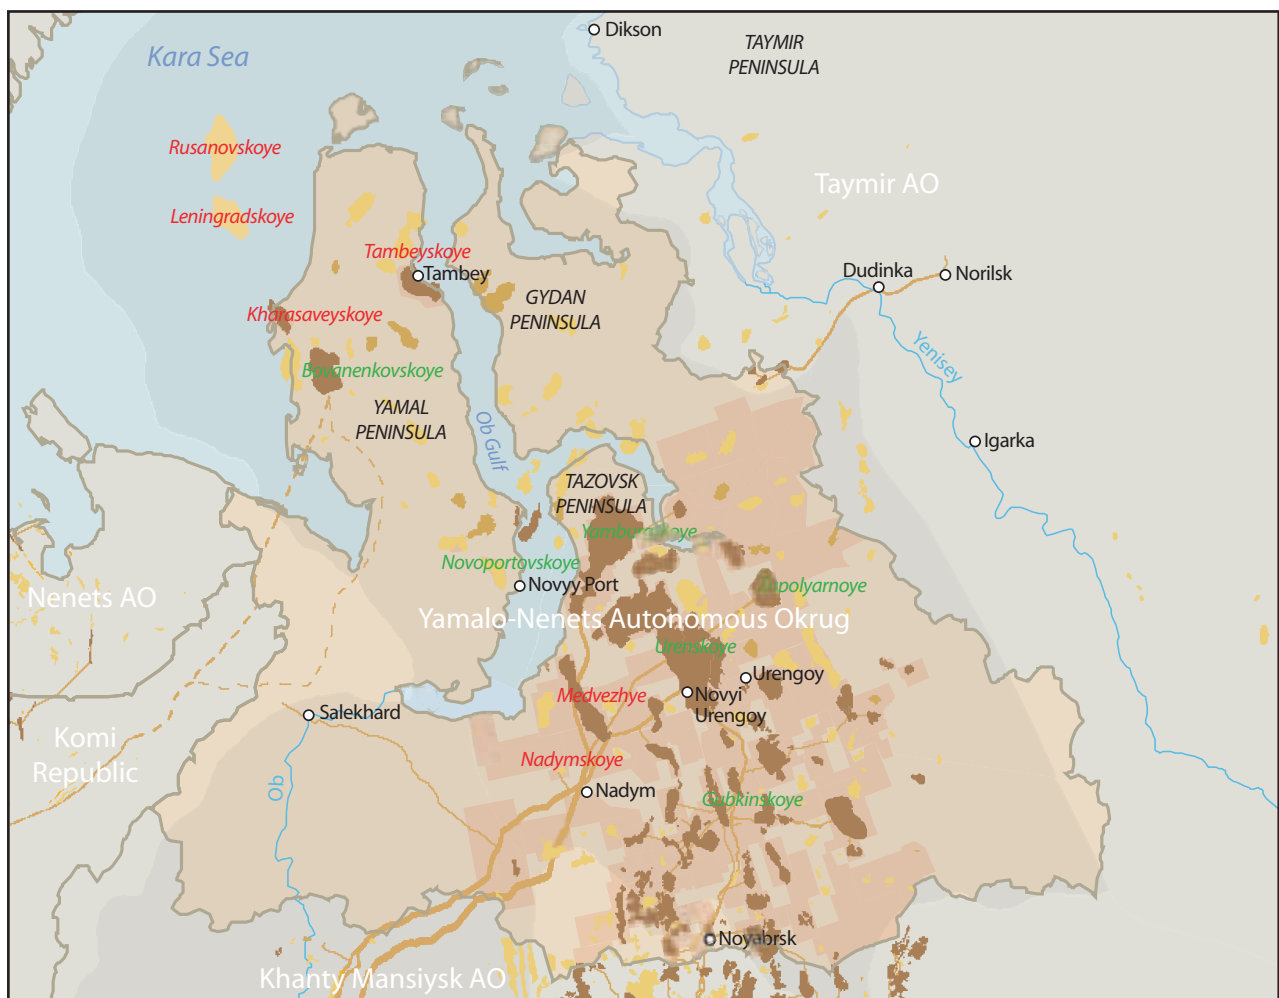 Dikson
Kara Sea
TAYMIR
PENINSULA
Rusanovskoye
Taymir AO
Leningradskoye
Tambeyskoye
Tambey
Dudinka
Norilsk
GYDAN
PENINSULA
Kharasaveyskoye
Yenisey
Bovanenkovskoye
YAMAL
PENINSULA
Ob Gulf
Igarka
TAZOVSK
PENINSULA
Novoportovskoye
Novyy Port
Zapolyarnoye
Nenets AO
Yamalo-Nenets Autonomous Okrug
Urenskoye
Urengoy
Medvezhye
Novyi
Urengoy
Salekhard
Komi
Republic
Nadymskoye
Ob
Nadym
Gubkinskoye
Noyabrsk
Khanty Mansiysk AO